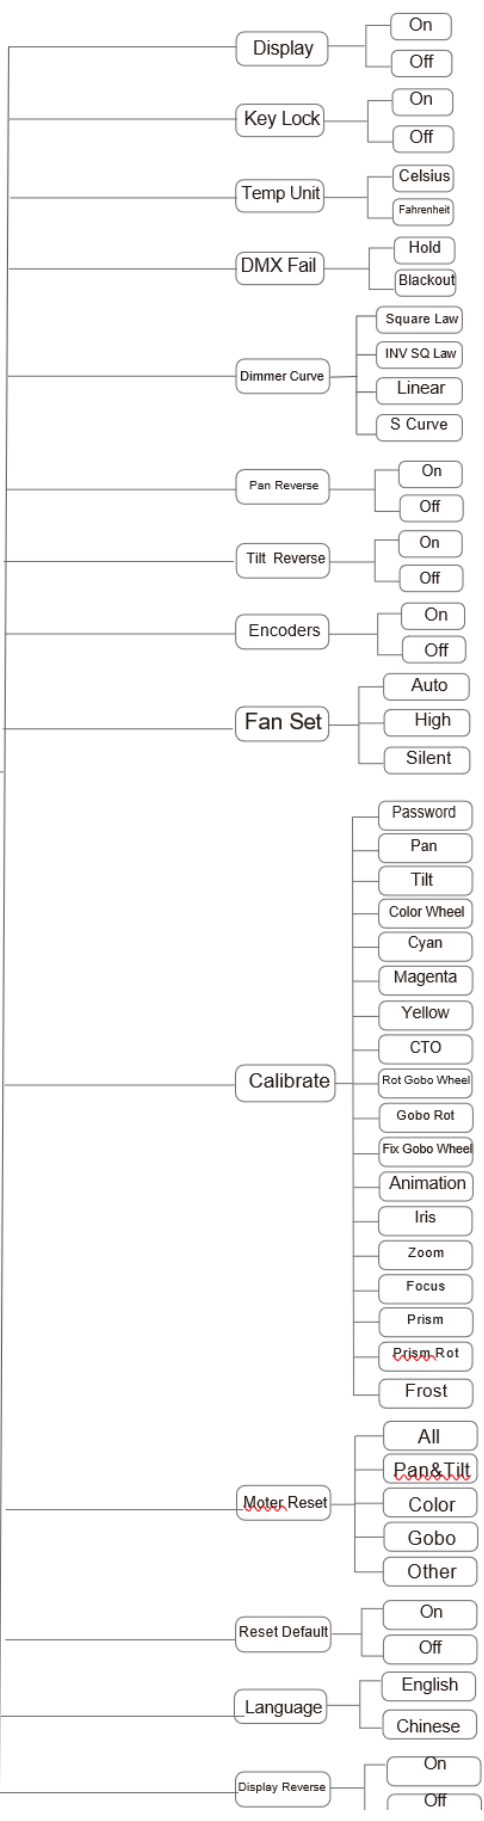 Display
On
Off
Key Lock
On
Off
Temp Unit
Celsius
Fahrenheit
DMX Fail
Hold
Blackout
Dimmer Curve
Square Law
INV SQ Law
Linear
S Curve
Pan Reverse
On
Off
Tilt Reverse
On
Off
Encoders
On
Off
Fan Set
Auto
High
Silent
Calibrate
Password
Pan
Tilt
Color Wheel
Cyan
Magenta
Yellow
CTO
Rot Gobo Wheel
Gobo Rot
Fix Gobo Wheel
Animation
Iris
Zoom
Focus
Prism
Prism Rot
Frost
Moter Reset
All
Pan&Tilt
Color
Gobo
Other
Reset Default
On
Off
Language
English
Chinese
Display Reverse
On
Off